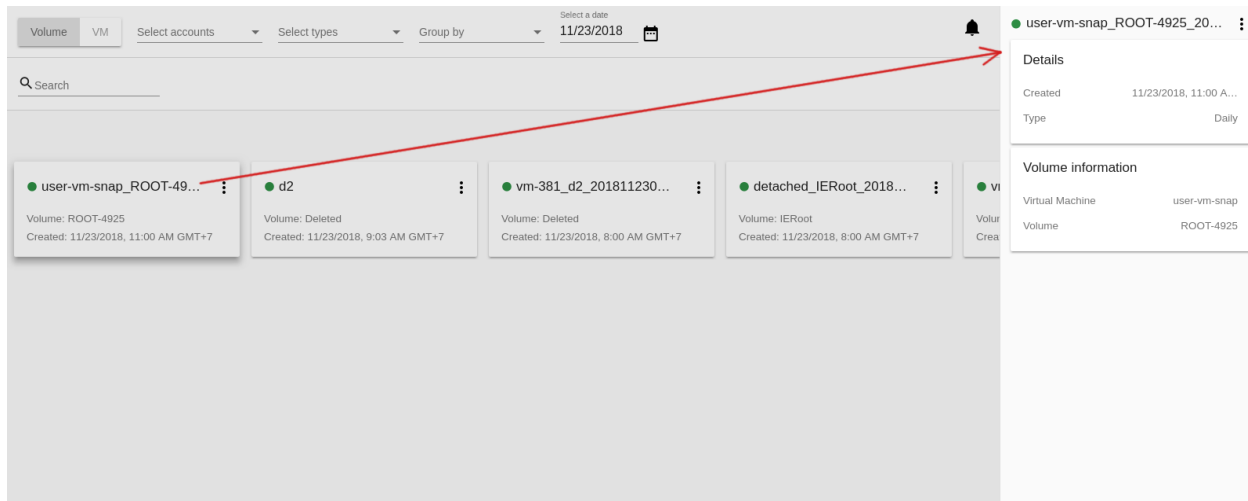 Volume VM Select accounts Select types Group by Select a date 11/23/2018
Search
user-vm-snap_ROOT-49...
Volume: ROOT-4925
Created: 11/23/2018, 11:00 AM GMT+7
d2
Volume: Deleted
Created: 11/23/2018, 9:03 AM GMT+7
vm-381_d2_201811230...
Volume: Deleted
Created: 11/23/2018, 8:00 AM GMT+7
detached_IERoot_2018...
Volume: IERoot
Created: 11/23/2018, 8:00 AM GMT+7
user-vm-snap_ROOT-4925_20...
Details
Created 11/23/2018, 11:00 A...
Type Daily
Volume information
Virtual Machine user-vm-snap
Volume ROOT-4925